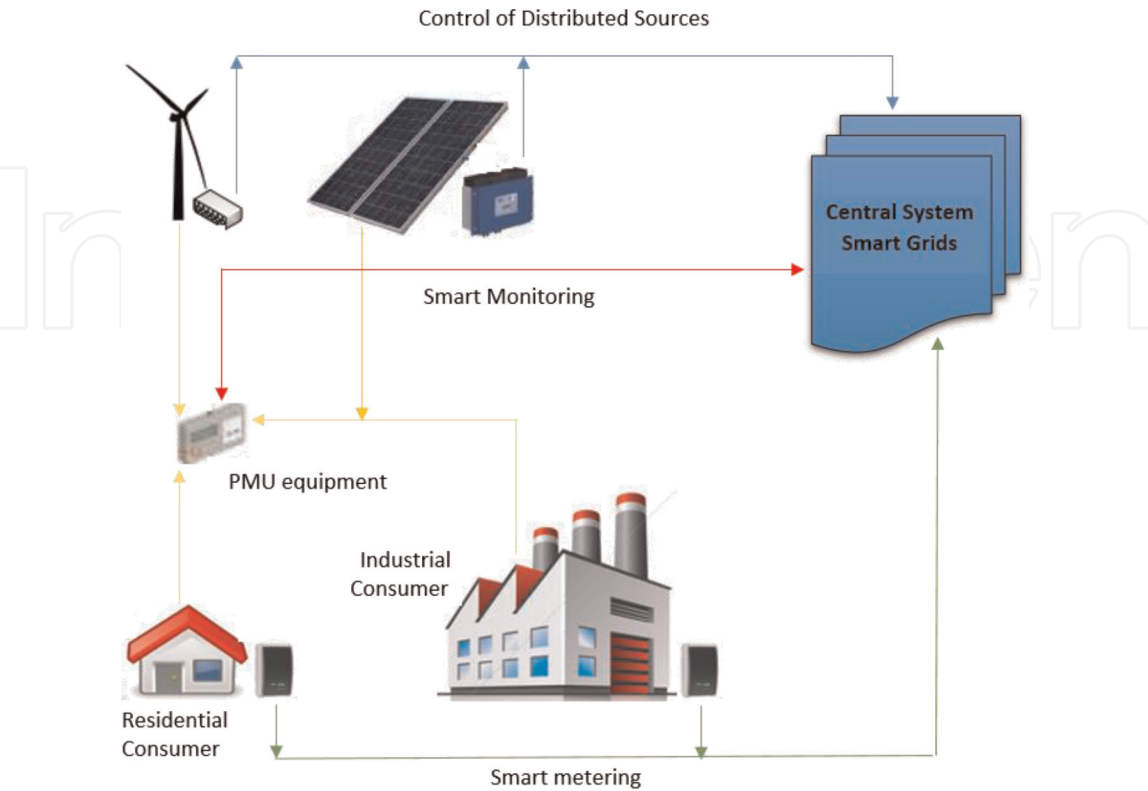 Control of Distributed Sources
Central System
Smart Grids
Smart Monitoring
PMU equipment
Industrial
Consumer
Residential
Consumer
Smart metering